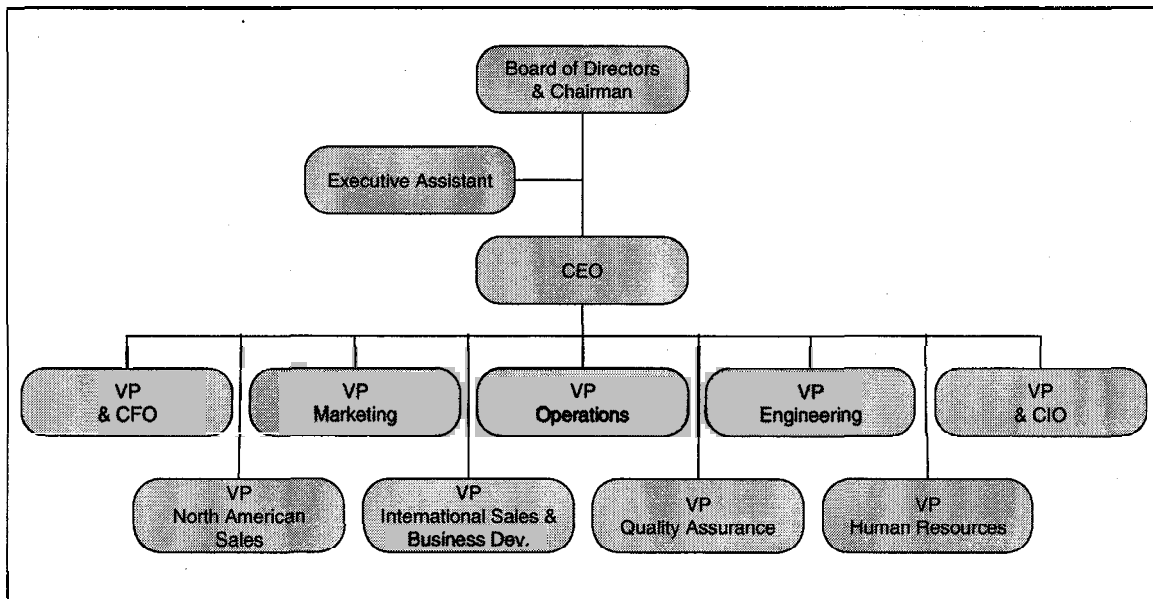 Board of Directors
& Chairman
Executive Assistant
CEO
VP
& CFO
VP
Marketing
VP
Operations
VP
Engineering
VP
& CIO
VP
North American
Sales
VP
International Sales &
Business Dev.
VP
Quality Assurance
VP
Human Resources